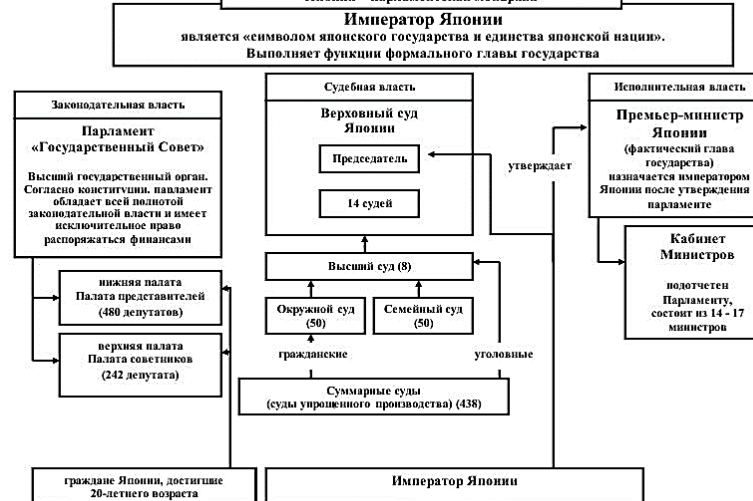 Император Японии
является «символом японского государства и единства японской нации».
Выполняет функции формального главы государства
Законодательная власть
Парламент
«Государственный Совет»
Высший государственный орган.
Согласно конституции, парламент
обладает всей полнотой
законодательной власти и имеет
исключительное право
распоряжаться финансами
нижняя палата
Палата представителей
(480 депутатов)
верхняя палата
Палата советников
(242 депутата)
граждане Японии, достигшие
20-летнего возраста
Судебная власть
Верховный суд
Японии
Председатель
14 судей
Высший суд (8)
Окружной суд
(50)
Семейный суд
(50)
гражданские
уголовные
Суммарные суды
(суды упрощенного производства) (438)
утверждает
Император Японии
Исполнительная власть
Премьер-министр
Японии
(фактический глава
государства)
назначается императором
Японии после утверждения
парламенте
Кабинет
Министров
подотчетен
Парламенту,
состоит из 14 - 17
министров